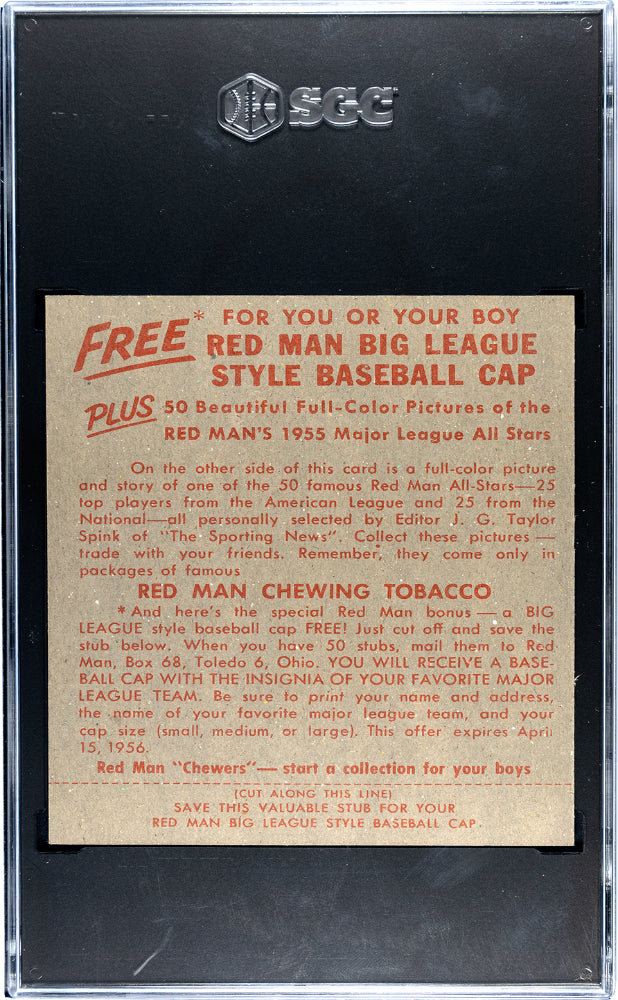 SGC
FREE* FOR YOU OR YOUR BOY
RED MAN BIG LEAGUE
STYLE BASEBALL CAP
PLUS 50 Beautiful Full-Color Pictures of the
RED MAN'S 1955 Major League All Stars
On the other side of this card is a full-color picture
and story of one of the 50 famous Red Man All-Stars—25
top players from the American League and 25 from the
National—all personally selected by Editor J. G. Taylor
Spink of "The Sporting News". Collect these pictures —
trade with your friends. Remember, they come only in
packages of famous
RED MAN CHEWING TOBACCO
*And here's the special Red Man bonus — a BIG
LEAGUE style baseball cap FREE! Just cut off and save the
stub below. When you have 50 stubs, mail them to Red
Man, Box 68, Toledo 6, Ohio. YOU WILL RECEIVE A BASE-
BALL CAP WITH THE INSIGNIA OF YOUR FAVORITE MAJOR
LEAGUE TEAM. Be sure to print your name and address,
the name of your favorite major league team, and your
cap size (small, medium, or large). This offer expires April
15, 1956.
Red Man "Chewers"— start a collection for your boys
(CUT ALONG THIS LINE)
SAVE THIS VALUABLE STUB FOR YOUR
RED MAN BIG LEAGUE STYLE BASEBALL CAP.